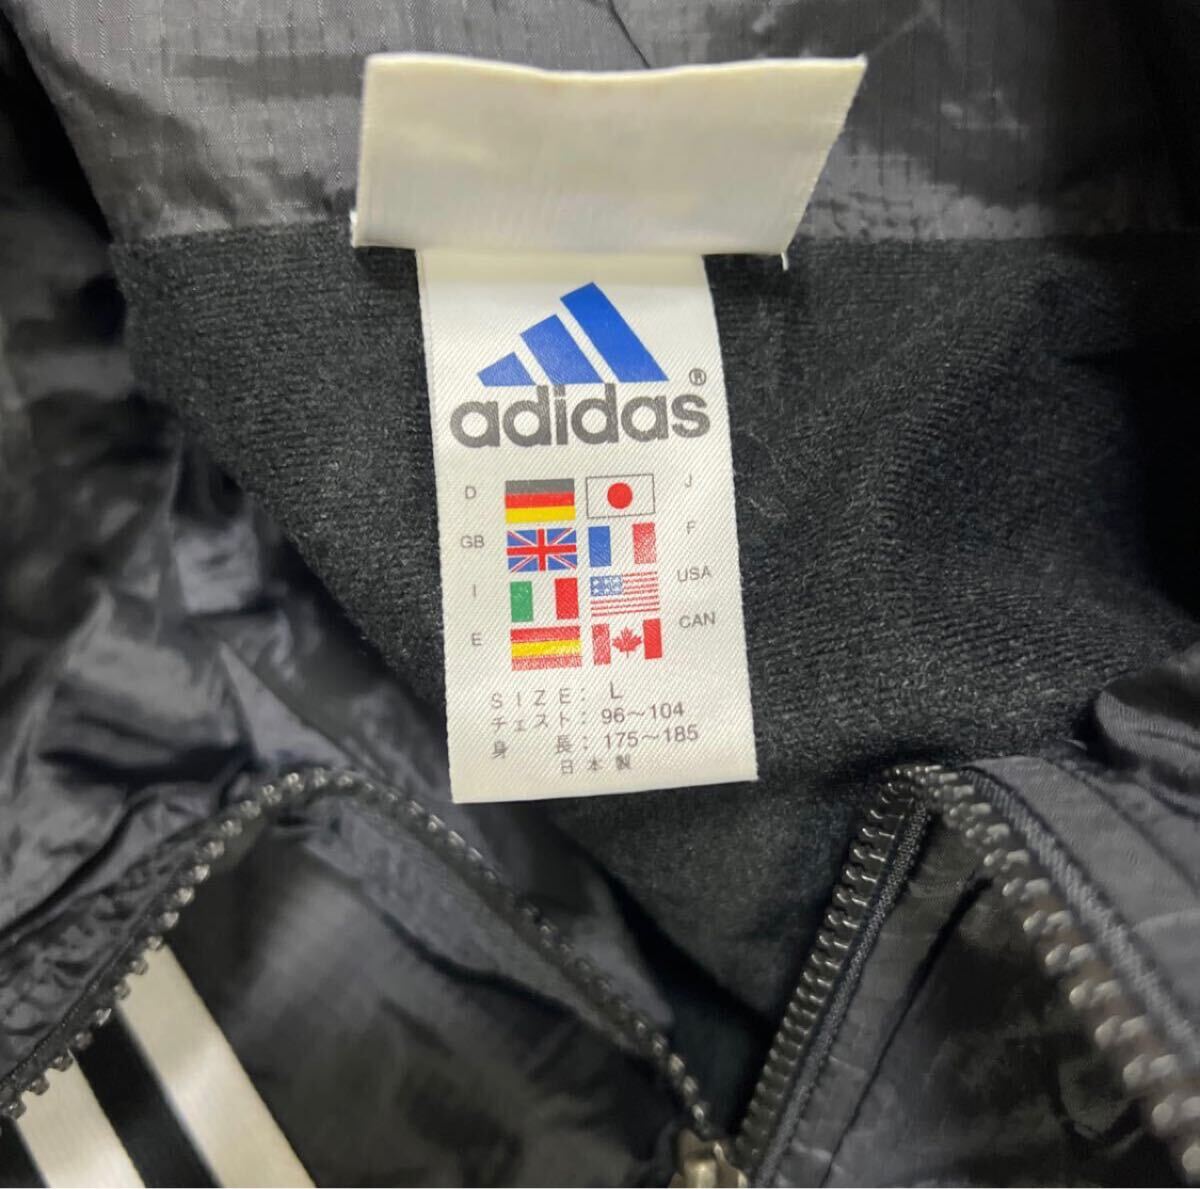 adidas®
D J
GB F
I USA
E CAN
SIZE: L
チェスト: 96～104
身長: 175～185
日本製